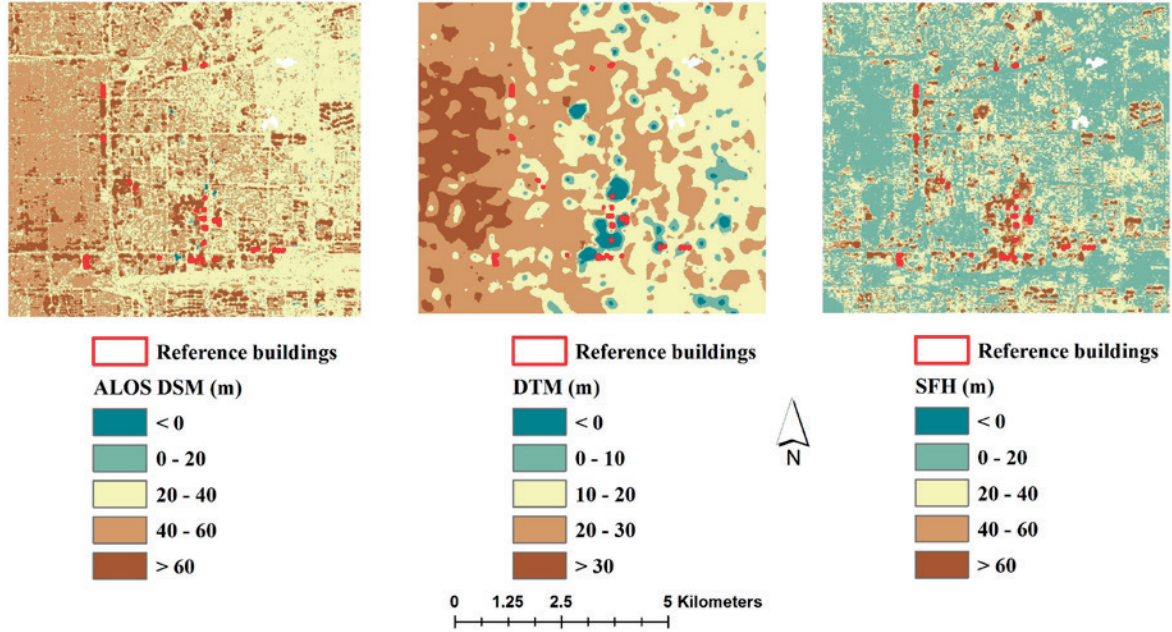 Reference buildings
ALOS DSM (m)
< 0
0 - 20
20 - 40
40 - 60
> 60
Reference buildings
DTM (m)
< 0
0 - 10
10 - 20
20 - 30
> 30
N
Reference buildings
SFH (m)
< 0
0 - 20
20 - 40
40 - 60
> 60
0 1.25 2.5 5 Kilometers